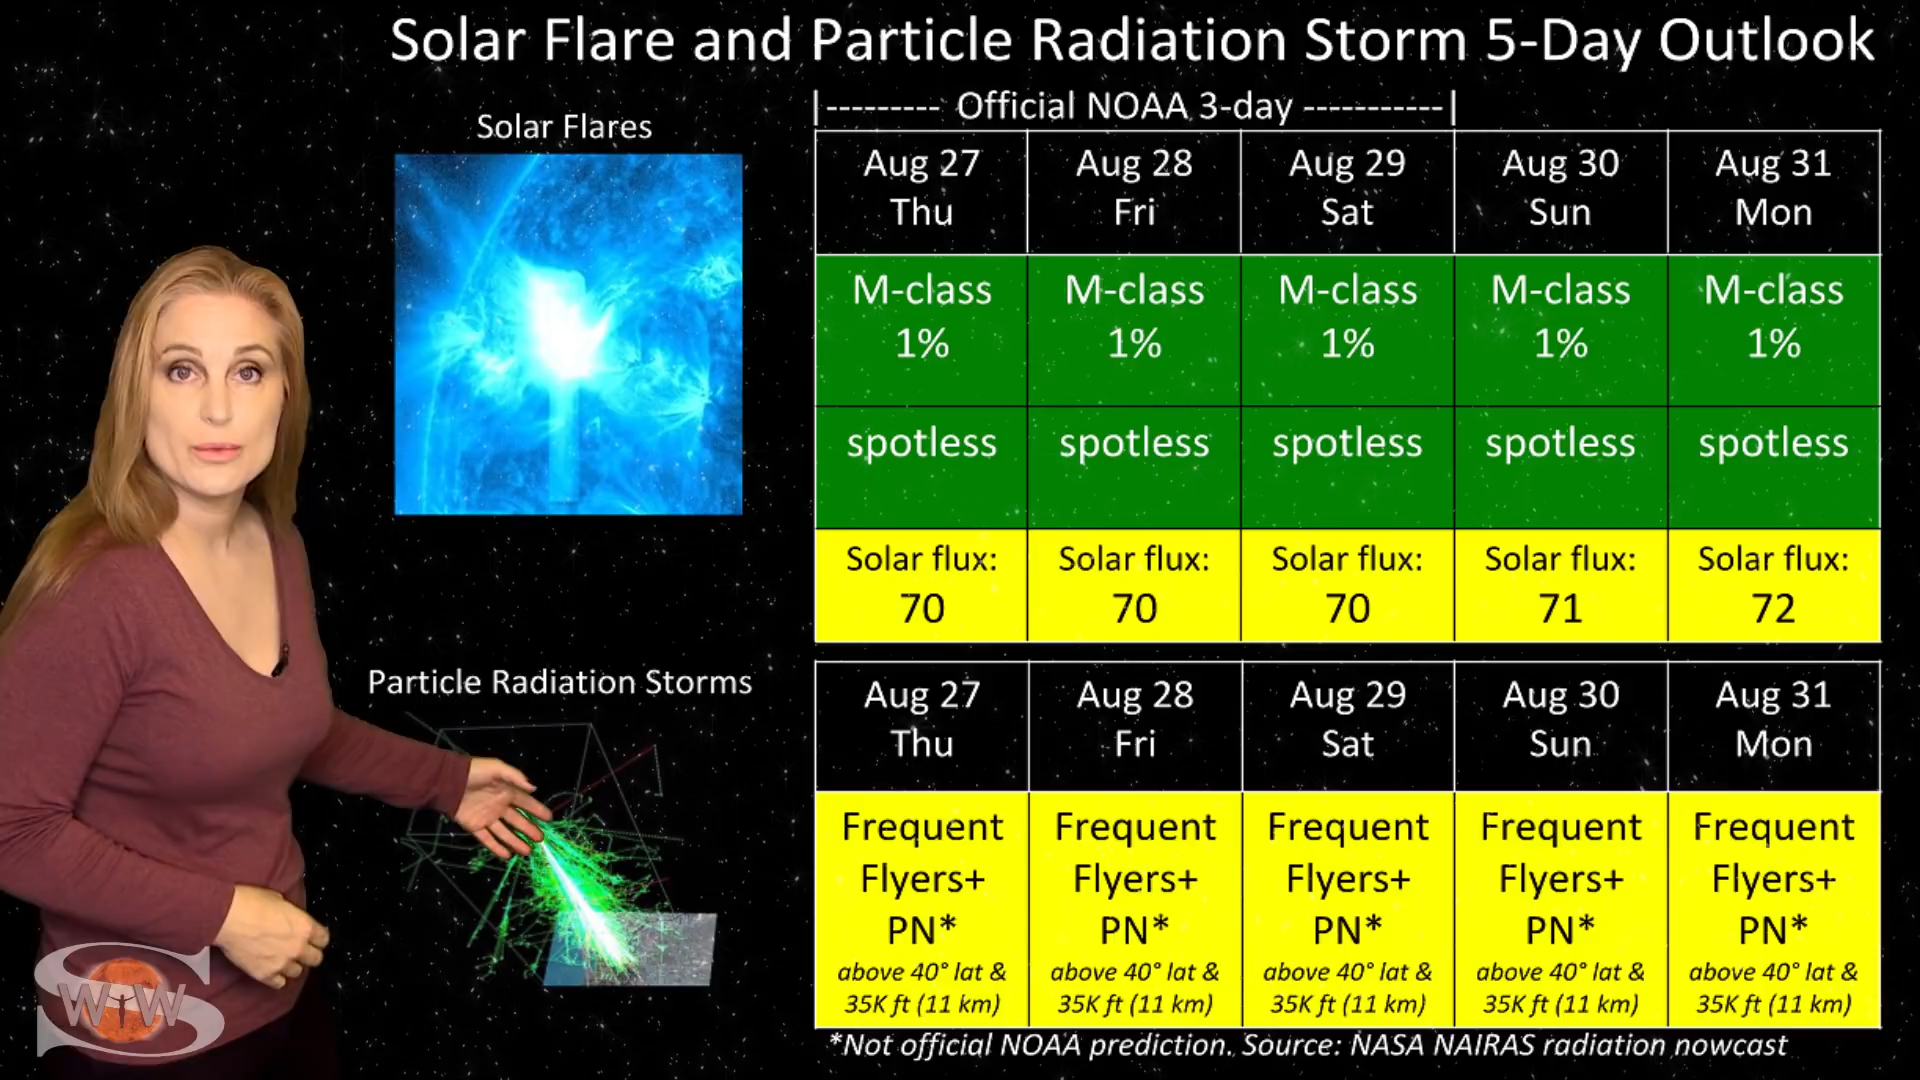 Solar Flare and Particle Radiation Storm 5-Day Outlook
|--------- Official NOAA 3-day -----------|
Solar Flares
Aug 27 Aug 28 Aug 29 Aug 30 Aug 31
Thu Fri Sat Sun Mon
M-class M-class M-class M-class M-class
1% 1% 1% 1% 1%
spotless spotless spotless spotless spotless
Solar flux: Solar flux: Solar flux: Solar flux: Solar flux:
70 70 70 71 72
Particle Radiation Storms
Aug 27 Aug 28 Aug 29 Aug 30 Aug 31
Thu Fri Sat Sun Mon
Frequent Frequent Frequent Frequent Frequent
Flyers+ Flyers+ Flyers+ Flyers+ Flyers+
PN* PN* PN* PN* PN*
above 40° lat & above 40° lat & above 40° lat & above 40° lat & above 40° lat &
35K ft (11 km) 35K ft (11 km) 35K ft (11 km) 35K ft (11 km) 35K ft (11 km)
*Not official NOAA prediction. Source: NASA NAIRAS radiation nowcast
SWTW